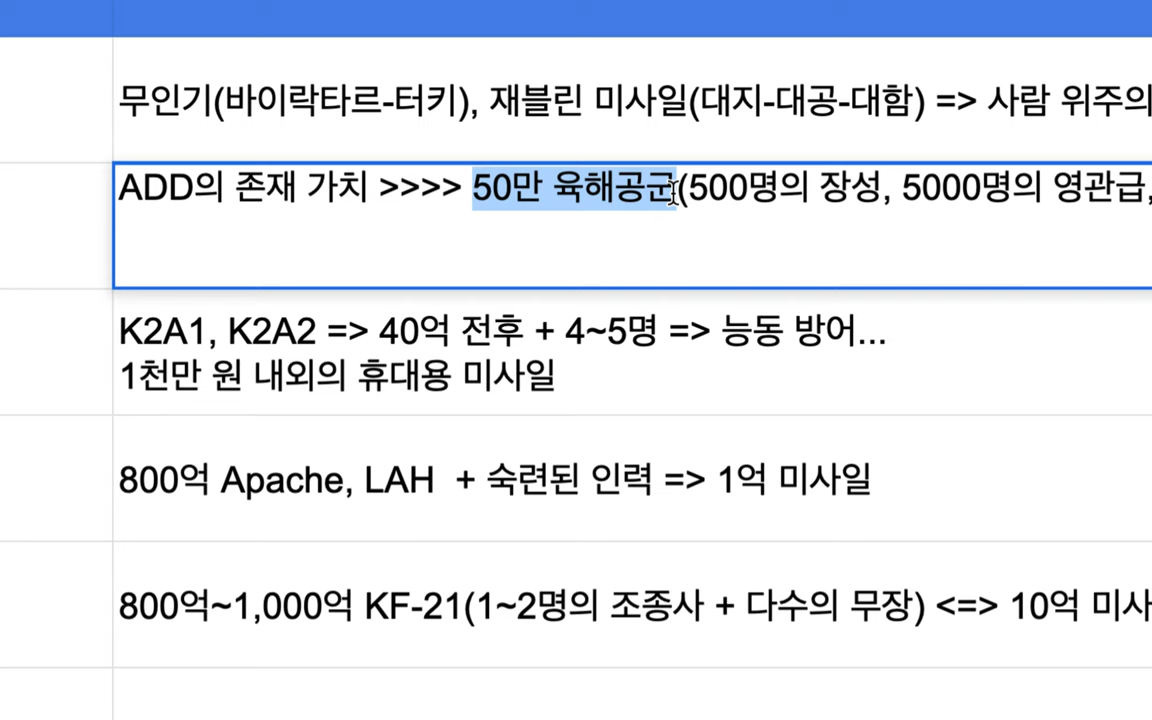 무인기(바이락타르-터키), 재블린 미사일(대지-대공-대함) => 사람 위주의
ADD의 존재 가치 >>>> 50만 육해공군(500명의 장성, 5000명의 영관급,
K2A1, K2A2 => 40억 전후 + 4~5명 => 능동 방어...
1천만 원 내외의 휴대용 미사일
800억 Apache, LAH + 숙련된 인력 => 1억 미사일
800억~1,000억 KF-21(1~2명의 조종사 + 다수의 무장) <=> 10억 미사